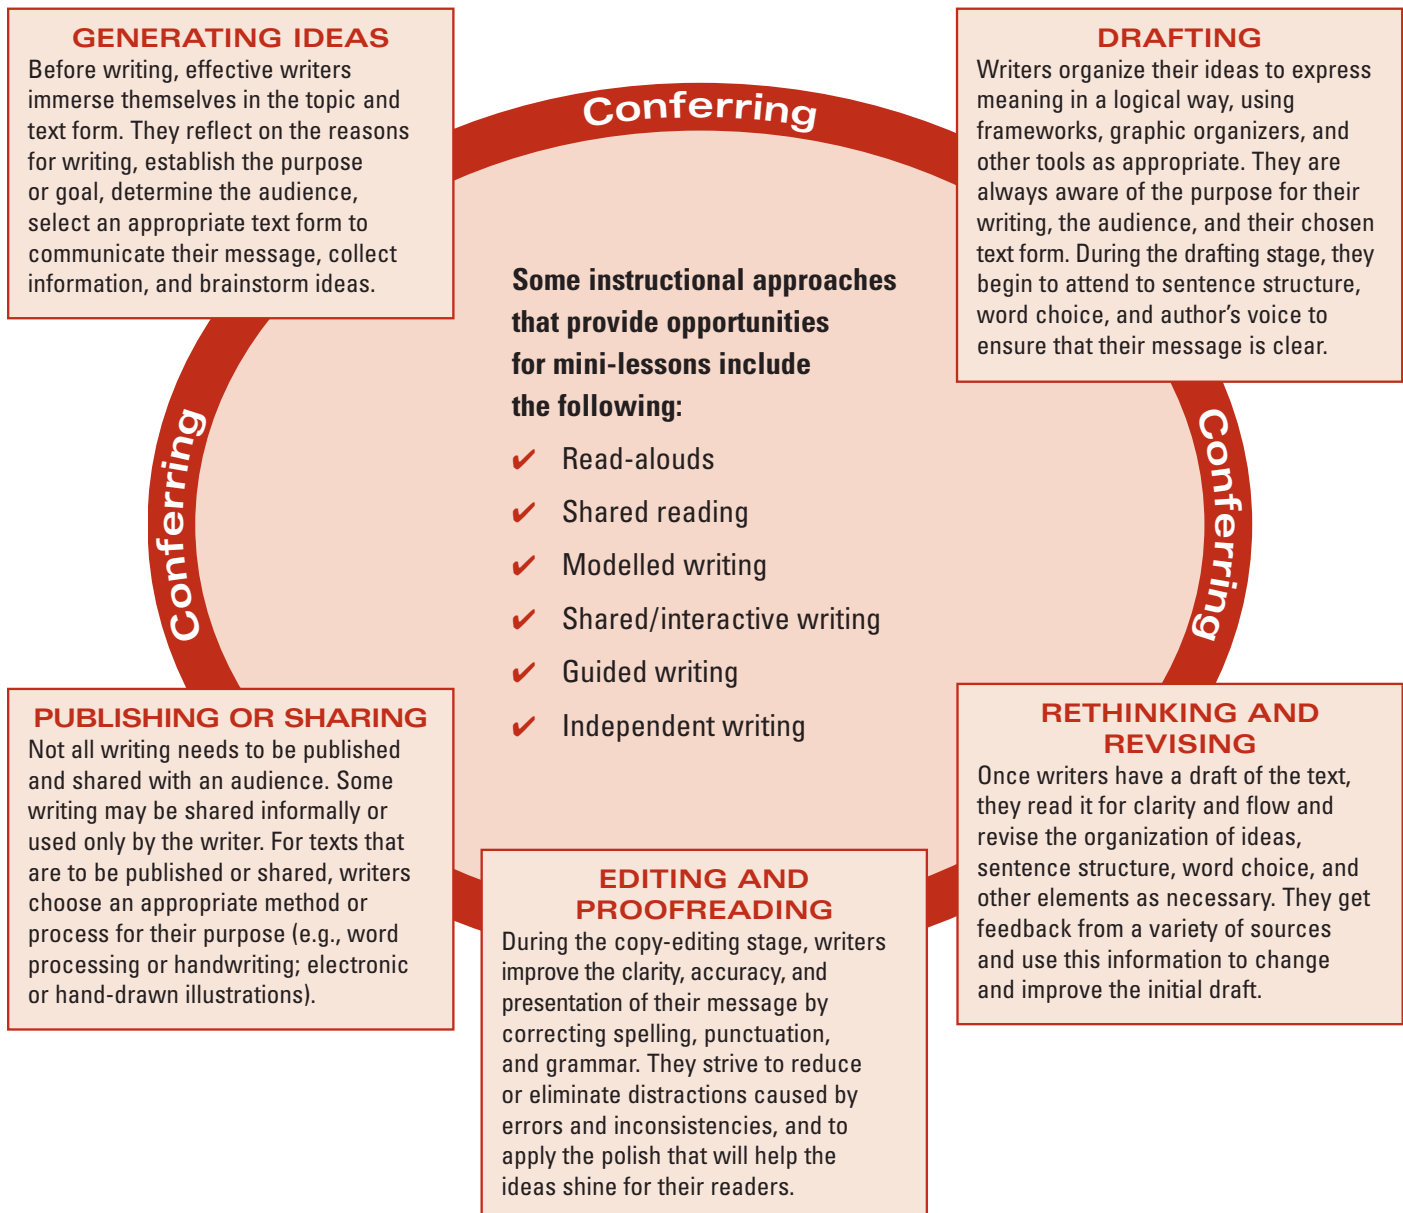 GENERATING IDEAS
Before writing, effective writers
immerse themselves in the topic and
text form. They reflect on the reasons
for writing, establish the purpose
or goal, determine the audience,
select an appropriate text form to
communicate their message, collect
information, and brainstorm ideas.
Conferring
DRAFTING
Writers organize their ideas to express
meaning in a logical way, using
frameworks, graphic organizers, and
other tools as appropriate. They are
always aware of the purpose for their
writing, the audience, and their chosen
text form. During the drafting stage, they
begin to attend to sentence structure,
word choice, and author’s voice to
ensure that their message is clear.
Conferring
Some instructional approaches
that provide opportunities
for mini-lessons include
the following:
✔ Read-alouds
✔ Shared reading
✔ Modelled writing
✔ Shared/interactive writing
✔ Guided writing
✔ Independent writing
Conferring
PUBLISHING OR SHARING
Not all writing needs to be published
and shared with an audience. Some
writing may be shared informally or
used only by the writer. For texts that
are to be published or shared, writers
choose an appropriate method or
process for their purpose (e.g., word
processing or handwriting; electronic
or hand-drawn illustrations).
EDITING AND
PROOFREADING
During the copy-editing stage, writers
improve the clarity, accuracy, and
presentation of their message by
correcting spelling, punctuation,
and grammar. They strive to reduce
or eliminate distractions caused by
errors and inconsistencies, and to
apply the polish that will help the
ideas shine for their readers.
RETHINKING AND
REVISING
Once writers have a draft of the text,
they read it for clarity and flow and
revise the organization of ideas,
sentence structure, word choice, and
other elements as necessary. They get
feedback from a variety of sources
and use this information to change
and improve the initial draft.